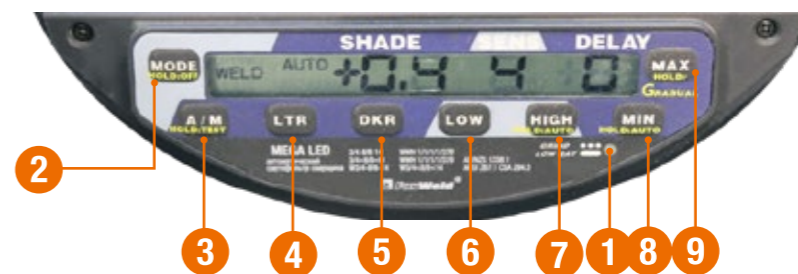 SHADE SENS DELAY
MODE
HOLD:OFF
WELD AUTO +0.4 4 0
MAX
HOLD:
GRADUAL
A / M
HOLD:TEST
LTR
DKR
LOW
HIGH
HOLD:AUTO
MIN
HOLD:AUTO
MEGA LED
LOW BAT
FoxWeld®
2
3
4
5
6
7
1
8
9